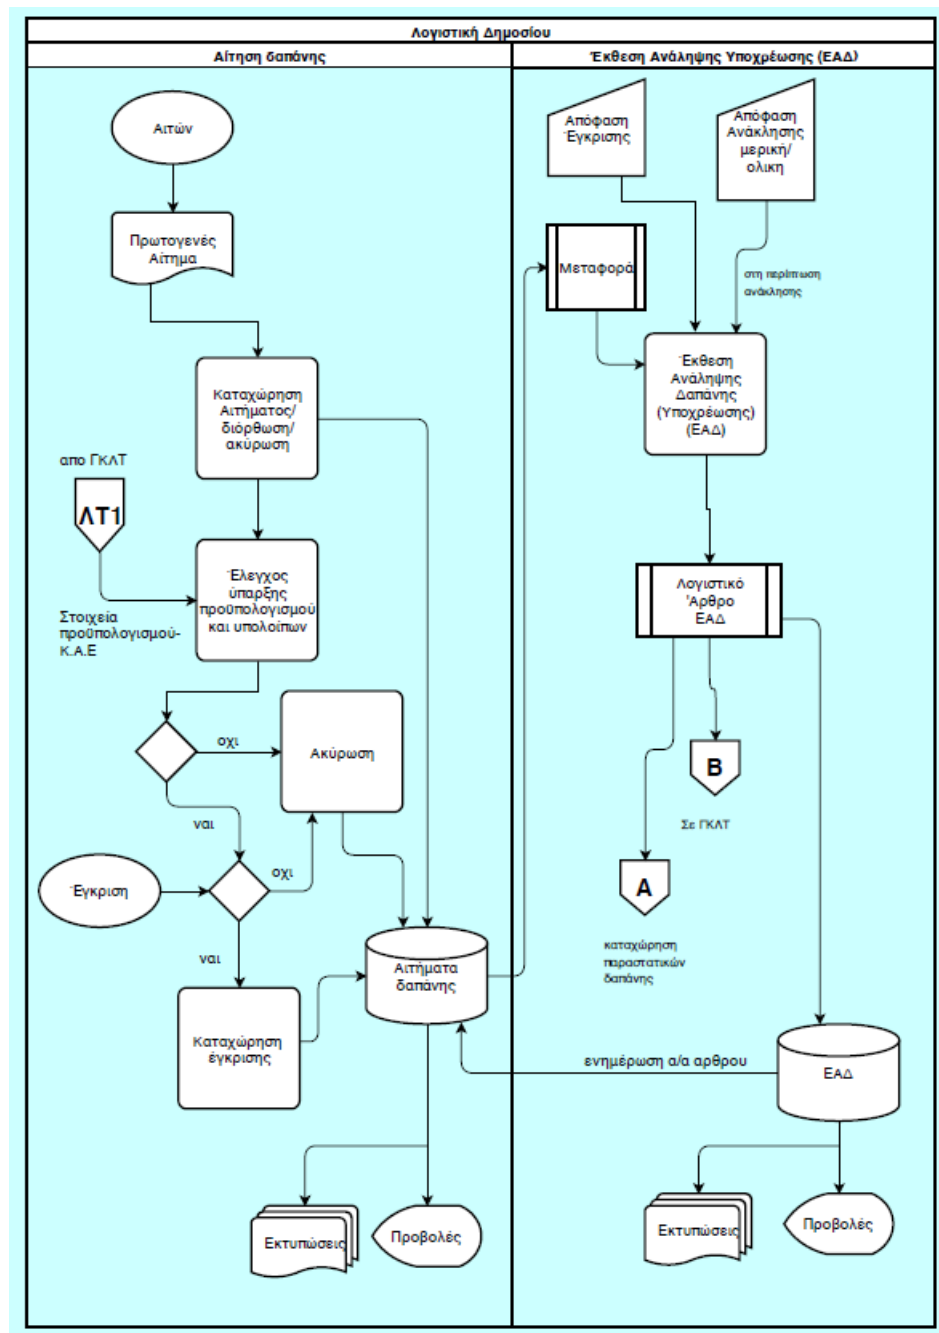 Λογιστική Δημοσίου
Αίτηση δαπάνης
Έκθεση Ανάληψης Υποχρέωσης (ΕΑΔ)
Αιτών
Πρωτογενές
Αίτημα
Καταχώρηση
Αιτήματος/
διόρθωση/
ακύρωση
απο ΓΚΛΤ
ΛΤ1
Στοιχεία
προϋπολογισμού-
Κ.Α.Ε
Έλεγχος
ύπαρξης
προϋπολογισμού
και υπολοίπων
οχι
Ακύρωση
ναι
Έγκριση
οχι
ναι
Καταχώρηση
έγκρισης
Αιτήματα
δαπάνης
Εκτυπώσεις
Προβολές
Απόφαση
Έγκρισης
Απόφαση
Ανάκλησης
μερική/
ολικη
Μεταφορά
στη περίπτωση
ανάκλησης
Έκθεση
Ανάληψης
Δαπάνης
(Υποχρέωσης)
(ΕΑΔ)
Λογιστικό
'Αρθρο
ΕΑΔ
Β
Σε ΓΚΛΤ
Α
καταχώρηση
παραστατικών
δαπάνης
ενημέρωση α/α αρθρου
ΕΑΔ
Εκτυπώσεις
Προβολές